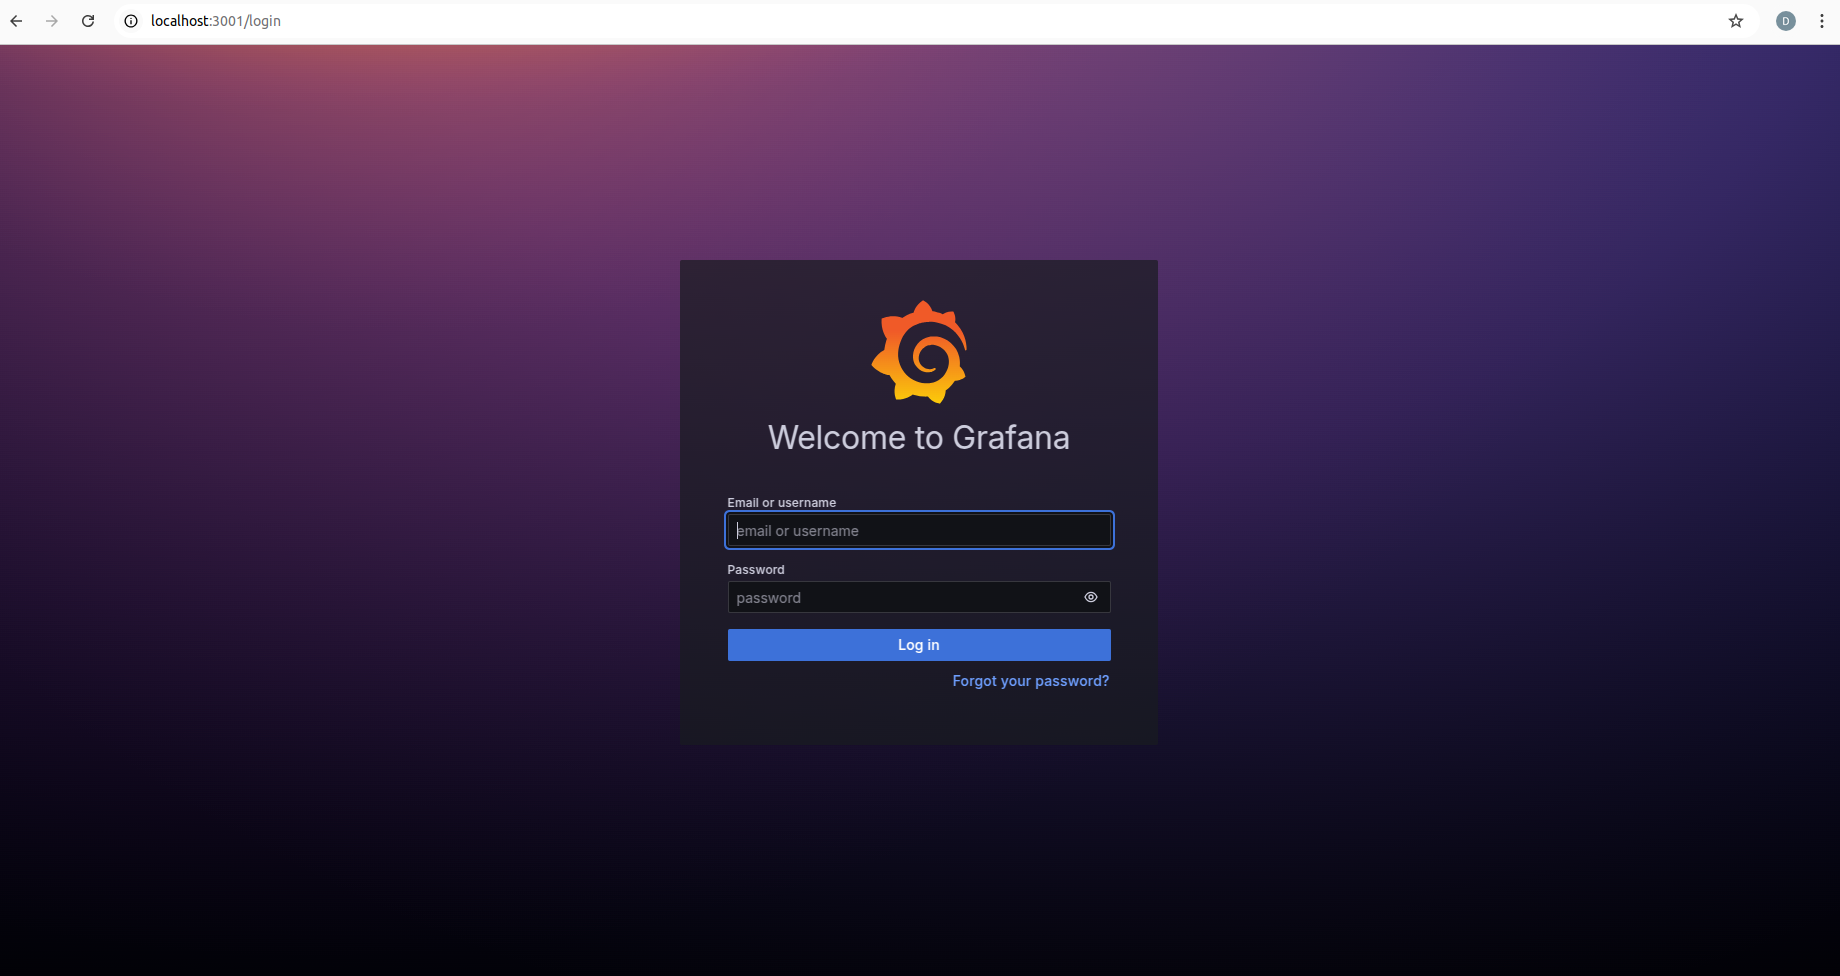 localhost:3001/login
D
Welcome to Grafana
Email or username
email or username
Password
password
Log in
Forgot your password?